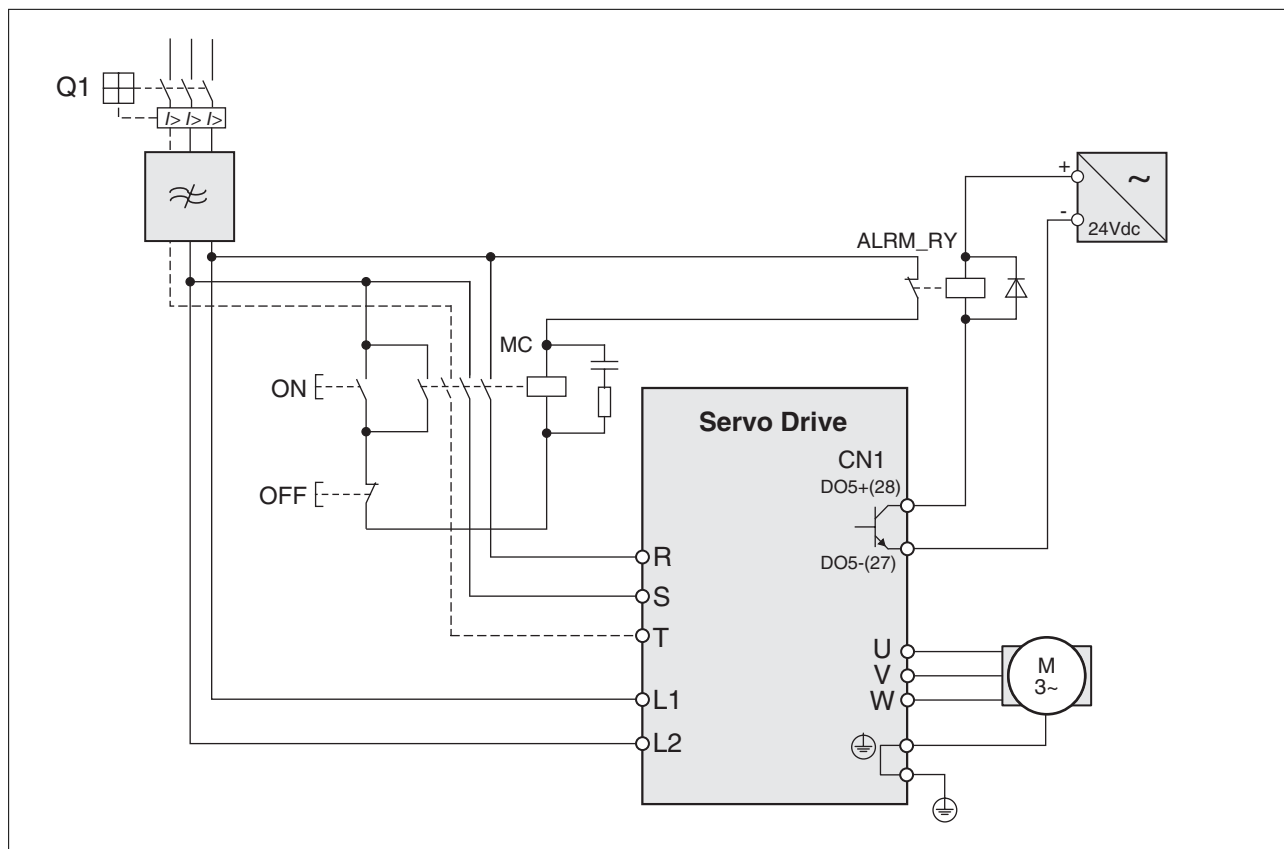 Q1
I> I> I>
+
~
-
24Vdc
ALRM_RY
MC
ON
OFF
Servo Drive
CN1
DO5+(28)
DO5-(27)
R
S
T
L1
L2
U
V
W
M
3~